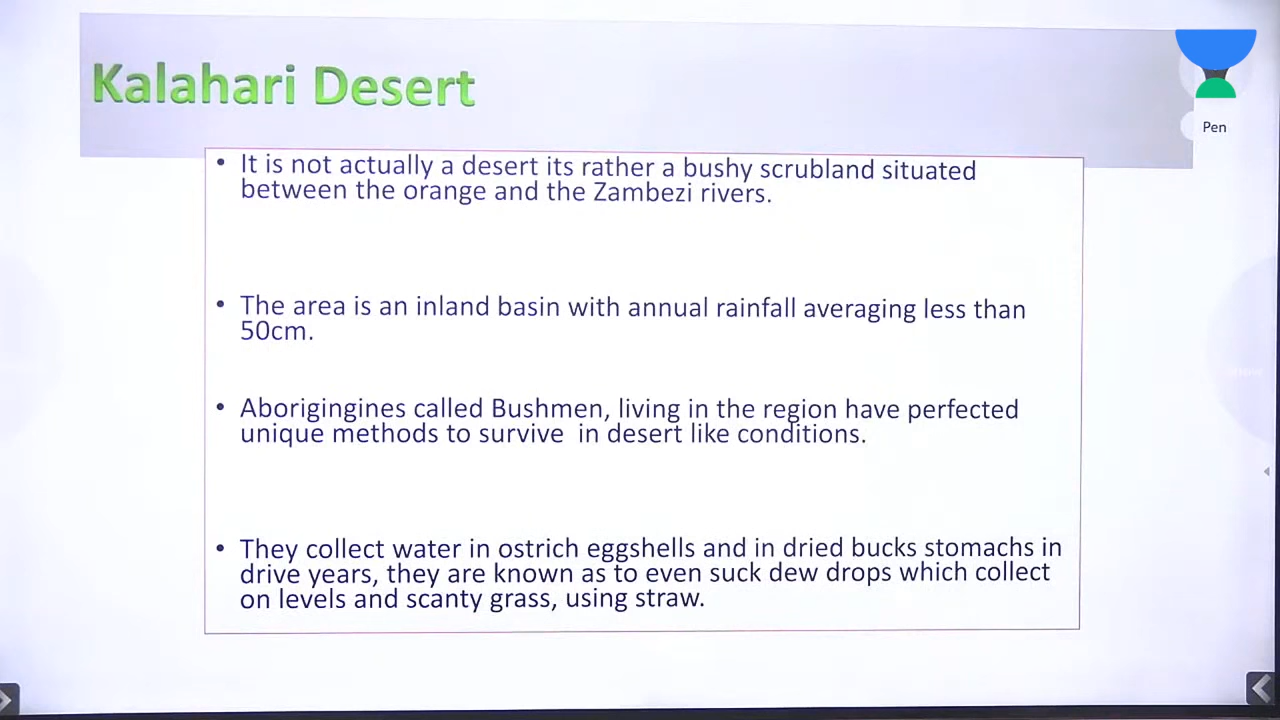 Kalahari Desert
Pen
• It is not actually a desert its rather a bushy scrubland situated
between the orange and the Zambezi rivers.
• The area is an inland basin with annual rainfall averaging less than
50cm.
• Aborigingines called Bushmen, living in the region have perfected
unique methods to survive in desert like conditions.
• They collect water in ostrich eggshells and in dried bucks stomachs in
drive years, they are known as to even suck dew drops which collect
on levels and scanty grass, using straw.